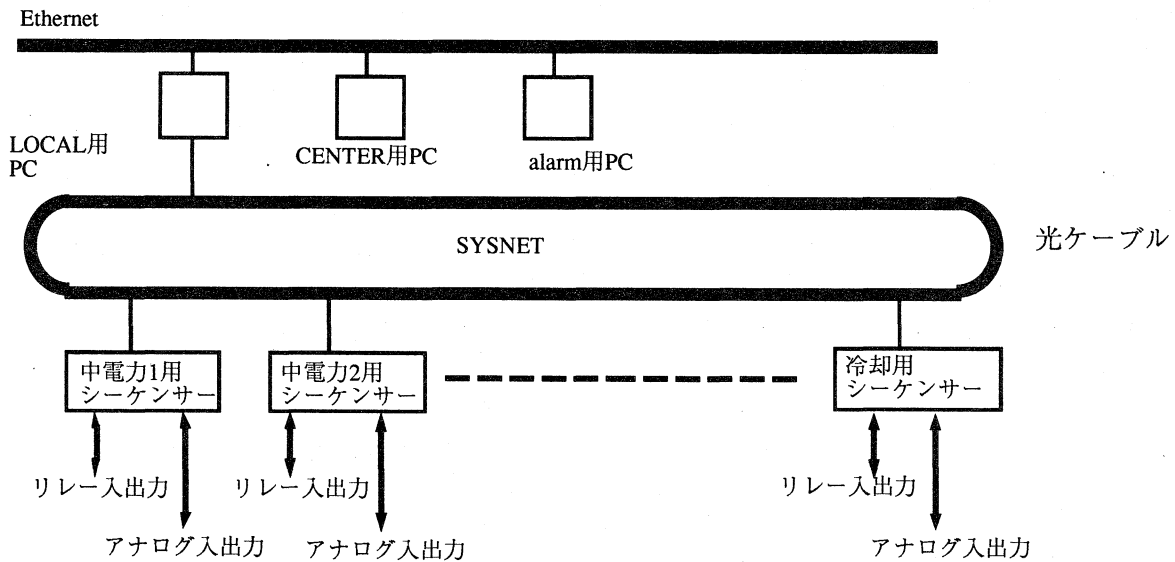 Ethernet
LOCAL用
PC
CENTER用PC
alarm用PC
SYSNET
光ケーブル
中電力1用
シーケンサー
中電力2用
シーケンサー
冷却用
シーケンサー
リレー入出力
リレー入出力
リレー入出力
アナログ入出力
アナログ入出力
アナログ入出力